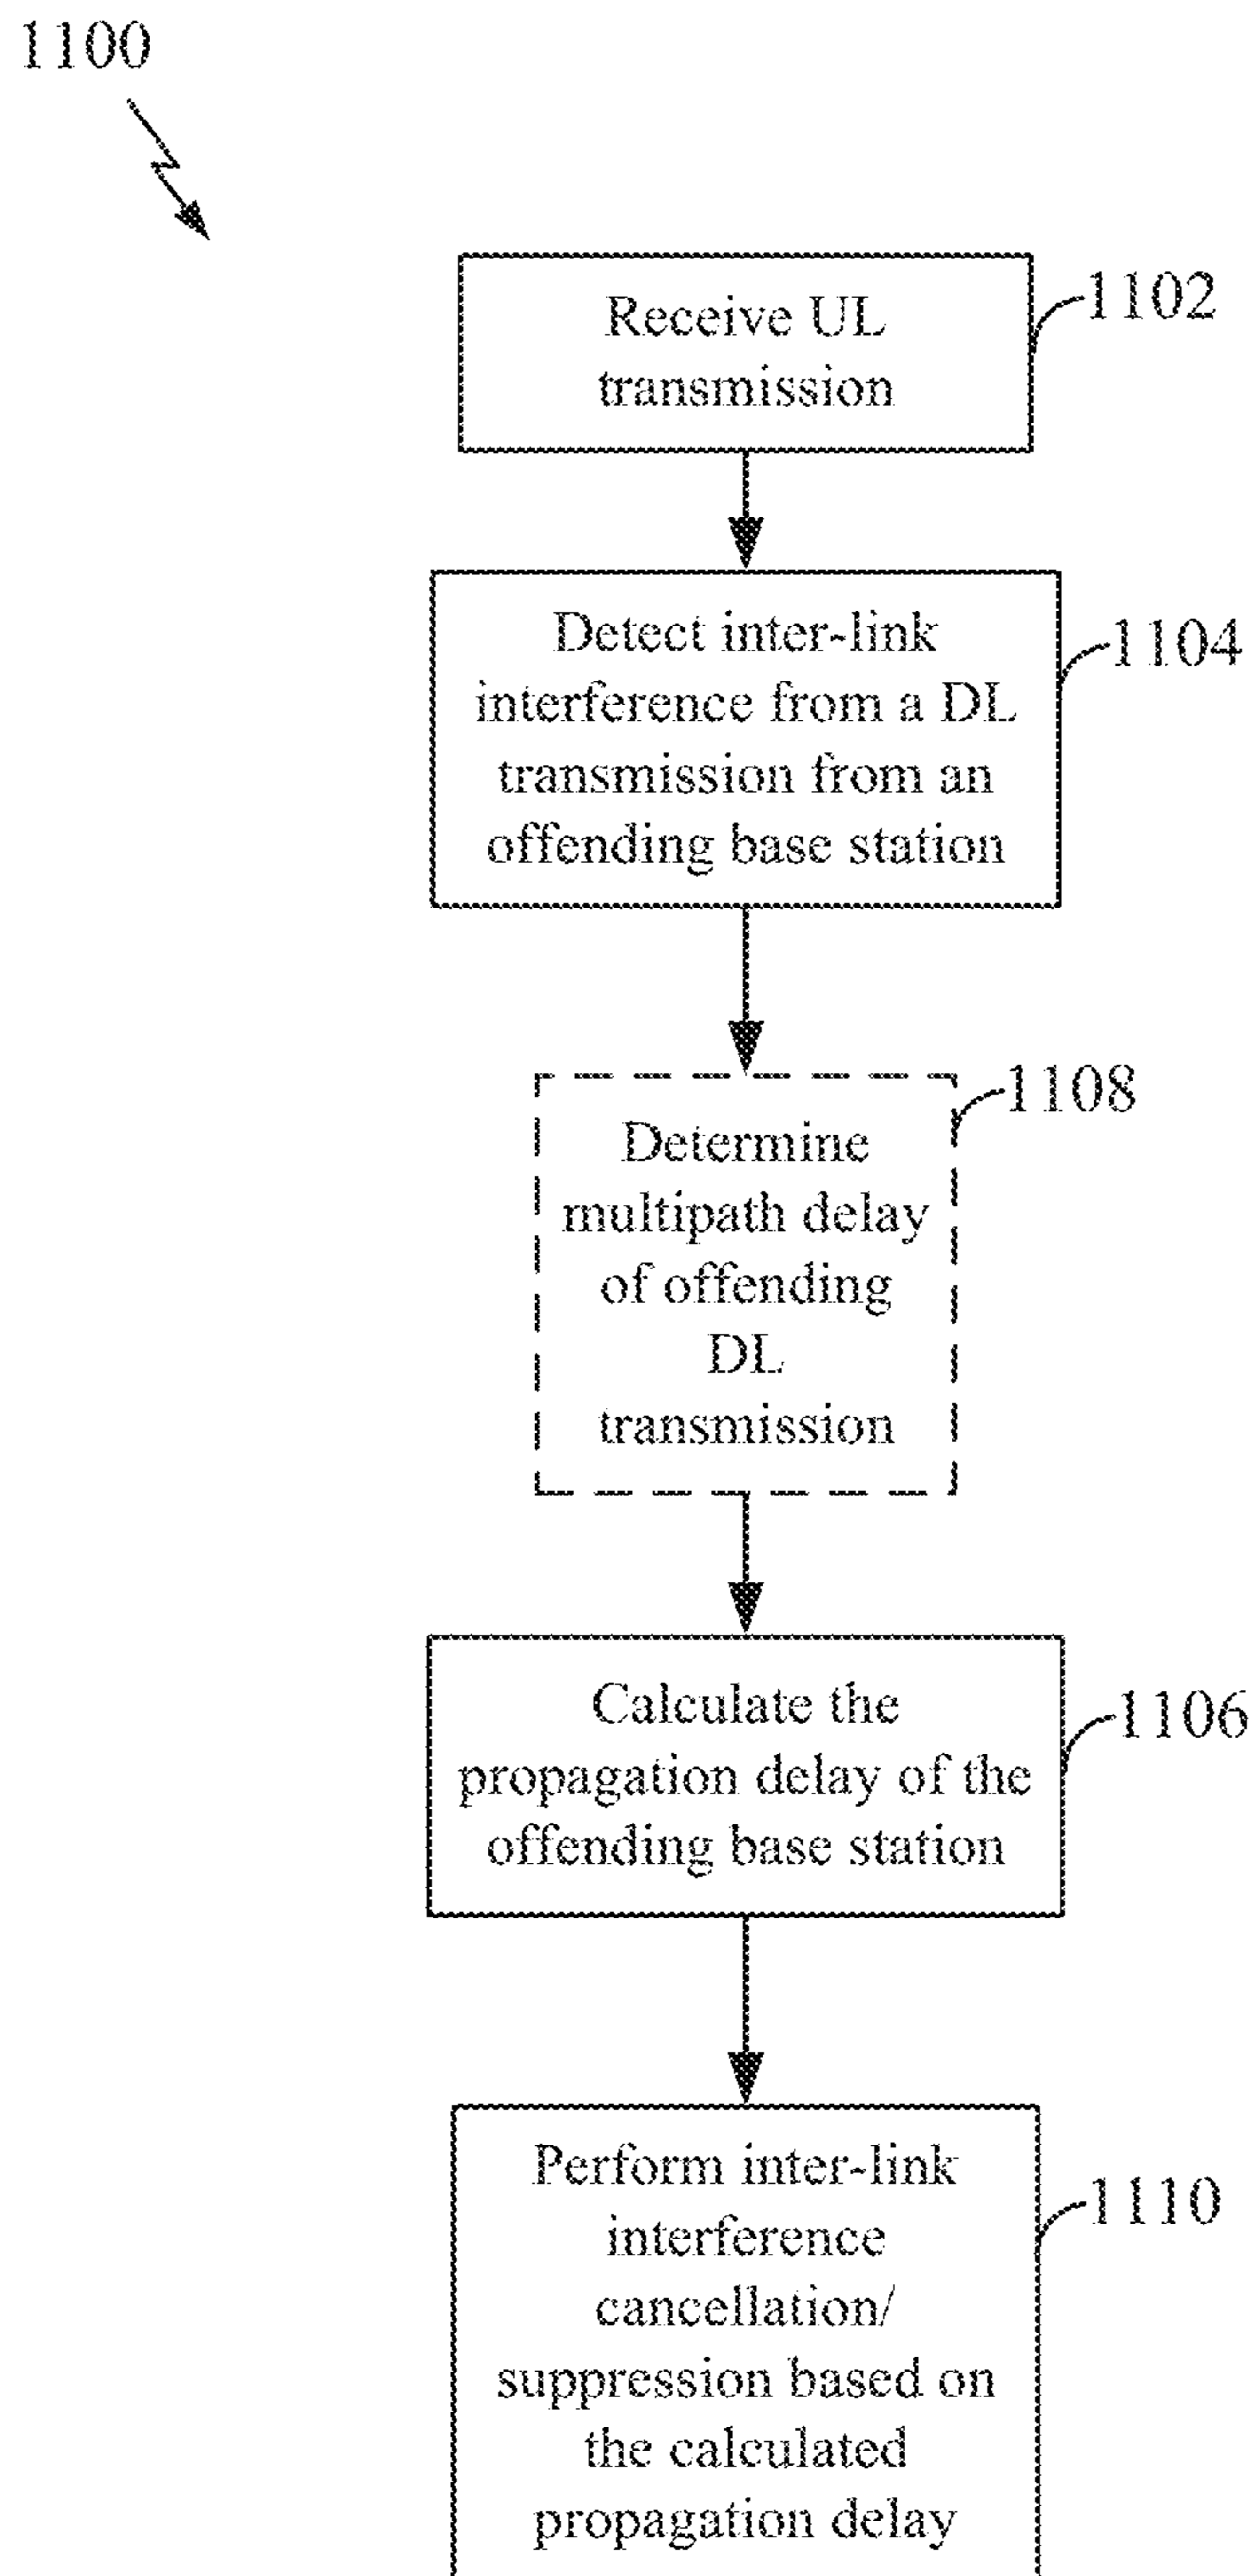 1100
Receive UL
transmission
1102
Detect inter-link
interference from a DL
transmission from an
offending base station
1104
Determine
multipath delay
of offending
DL
transmission
1108
Calculate the
propagation delay of the
offending base station
1106
Perform inter-link
interference
cancellation/
suppression based on
the calculated
propagation delay
1110